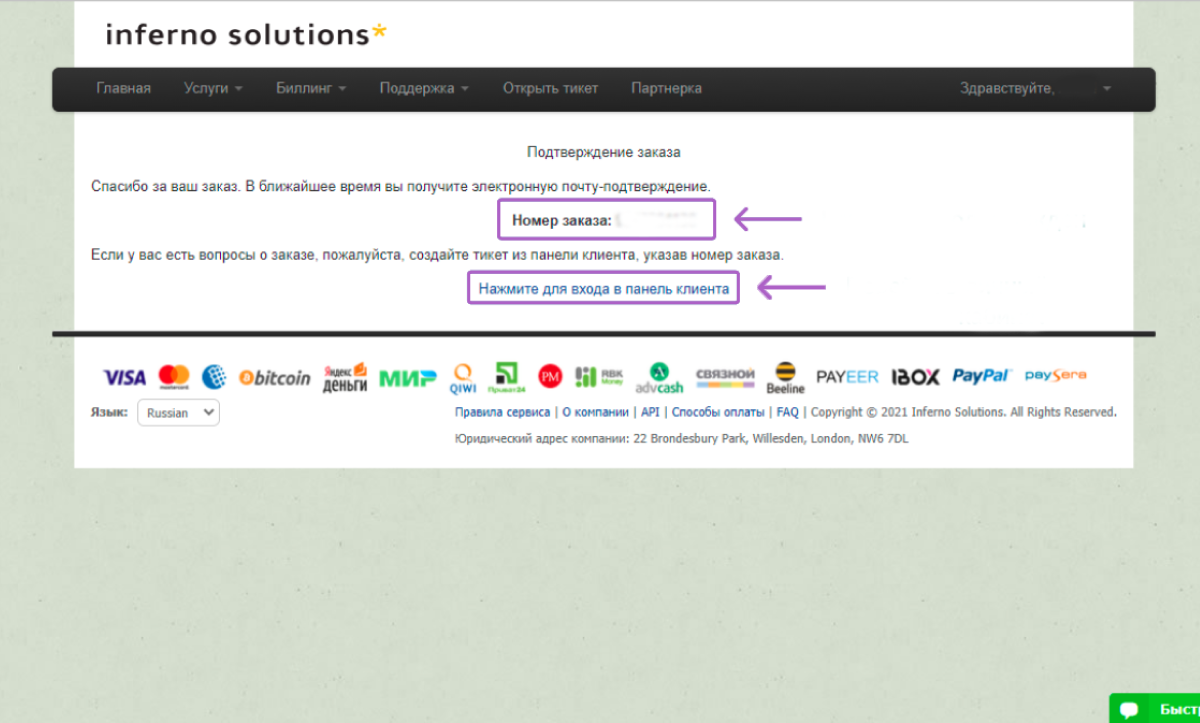 inferno solutions*
Главная Услуги Биллинг Поддержка Открыть тикет Партнерка Здравствуйте,
Подтверждение заказа
Спасибо за ваш заказ. В ближайшее время вы получите электронную почту-подтверждение.
Номер заказа:
Если у вас есть вопросы о заказе, пожалуйста, создайте тикет из панели клиента, указав номер заказа.
Нажмите для входа в панель клиента
VISA mastercard bitcoin Яндекс деньги МИР QIWI Приват24 PM RBK Money advcash СВЯЗНОЙ Beeline PAYEER IBOX PayPal paysera
Язык: Russian
Правила сервиса | О компании | API | Способы оплаты | FAQ | Copyright © 2021 Inferno Solutions. All Rights Reserved.
Юридический адрес компании: 22 Brondesbury Park, Willesden, London, NW6 7DL
Быст